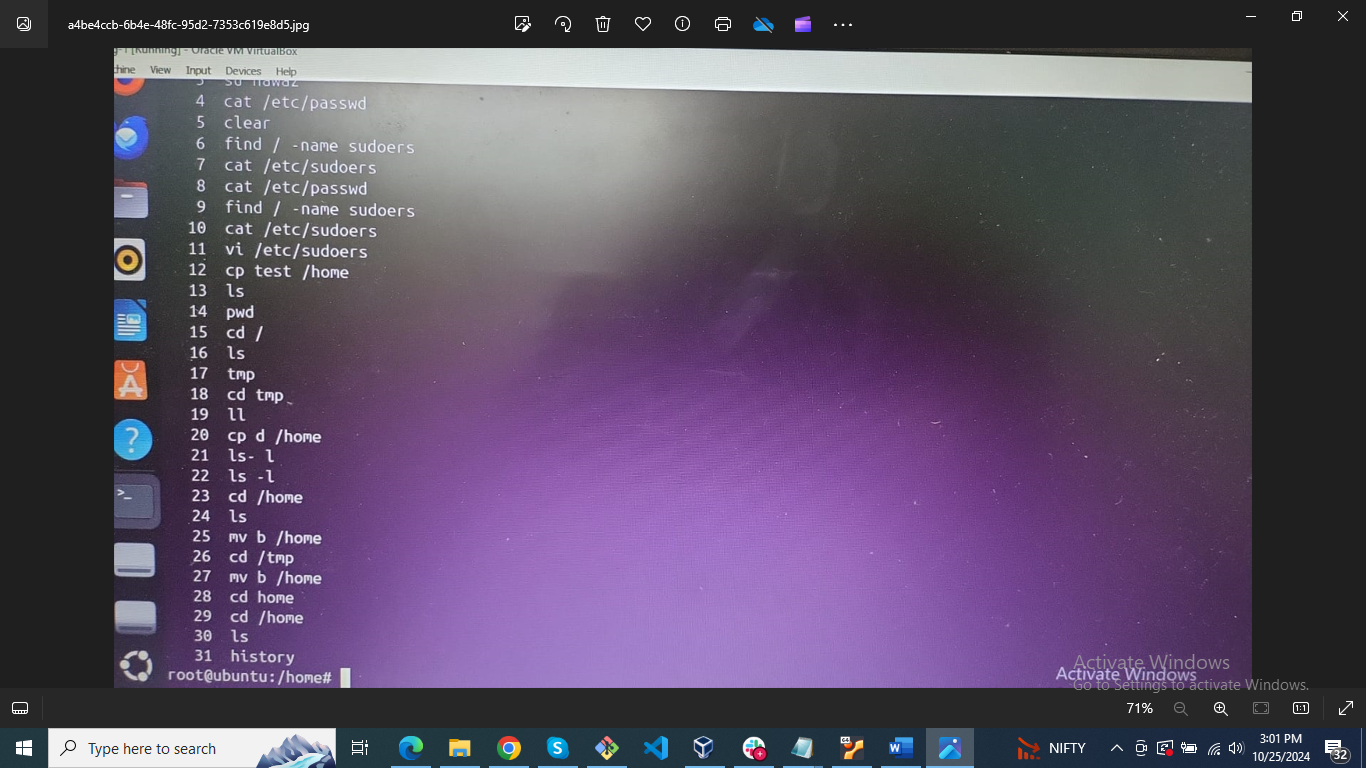 a4be4ccb-6b4e-48fc-95d2-7353c619e8d5.jpg
[Running] - Oracle VM VirtualBox
View Input Devices Help
3 su nawaz
4 cat /etc/passwd
5 clear
6 find / -name sudoers
7 cat /etc/sudoers
8 cat /etc/passwd
9 find / -name sudoers
10 cat /etc/sudoers
11 vi /etc/sudoers
12 cp test /home
13 ls
14 pwd
15 cd /
16 ls
17 tmp
18 cd tmp
19 ll
20 cp d /home
21 ls- l
22 ls -l
23 cd /home
24 ls
25 mv b /home
26 cd /tmp
27 mv b /home
28 cd home
29 cd /home
30 ls
31 history
root@ubuntu:/home#
Activate Windows
Activate Windows
Go to Settings to activate Windows.
71%
1:1
Type here to search
NIFTY
3:01 PM
10/25/2024
32